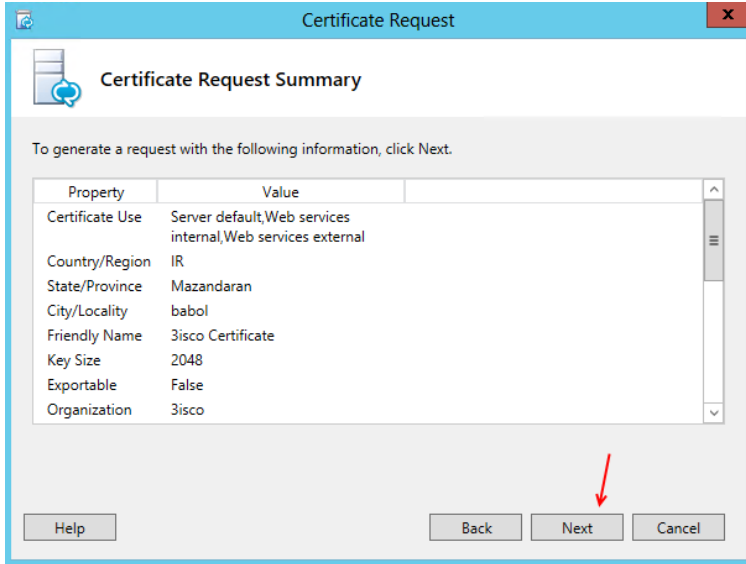 Certificate Request
x
Certificate Request Summary
To generate a request with the following information, click Next.
Property Value
Certificate Use Server default,Web services
internal,Web services external
Country/Region IR
State/Province Mazandaran
City/Locality babol
Friendly Name 3isco Certificate
Key Size 2048
Exportable False
Organization 3isco
Help Back Next Cancel